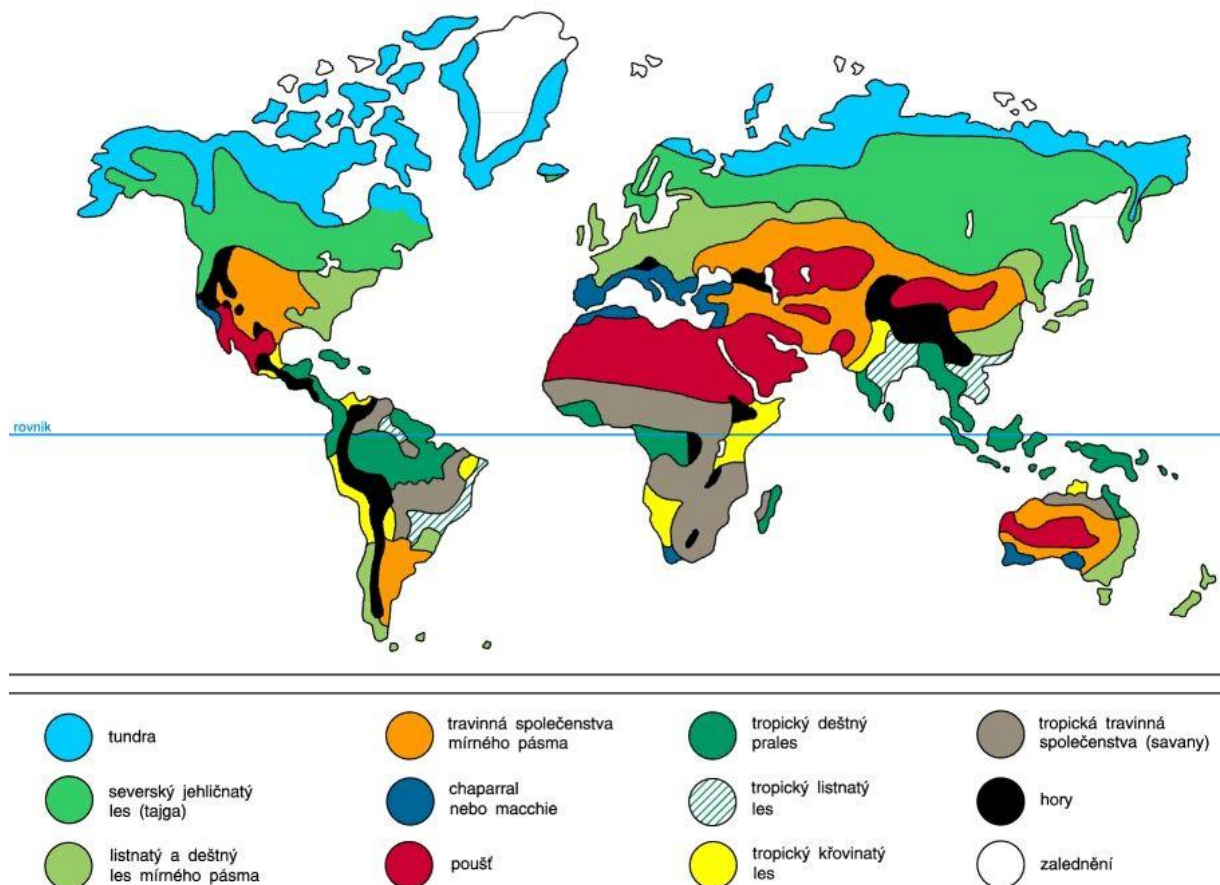 rovník
tundra
severský jehličnatý
les (tajga)
listnatý a deštný
les mírného pásma
travinná společenstva
mírného pásma
chaparral
nebo macchie
poušť
tropický deštný
prales
tropický listnatý
les
tropický křovinatý
les
tropická travinná
společenstva (savany)
hory
zalednění